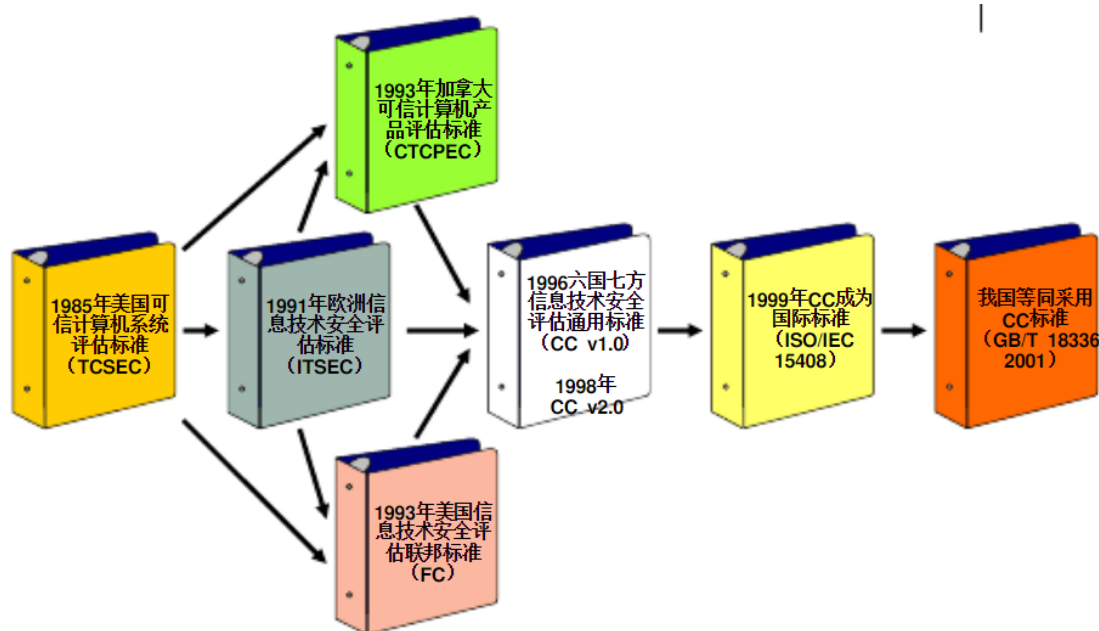 1993年加拿大
可信计算机产
品评估标准
（CTCPEC）
1985年美国可
信计算机系统
评估标准
（TCSEC）
1991年欧洲信
息技术安全评
估标准
（ITSEC）
1996六国七方
信息技术安全
评估通用标准
（CC v1.0）
1998年
CC v2.0
1999年CC成为
国际标准
（ISO/IEC
15408）
我国等同采用
CC标准
（GB/T 18336
2001）
1993年美国信
息技术安全评
估联邦标准
（FC）